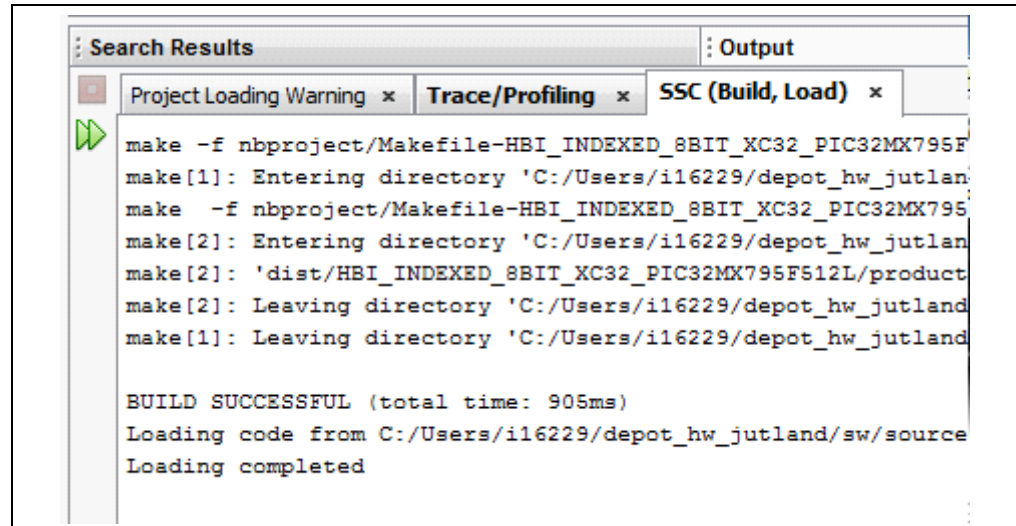 Search Results
Output
Project Loading Warning x
Trace/Profiling x
SSC (Build, Load) x
make -f nbproject/Makefile-HBI_INDEXED_8BIT_XC32_PIC32MX795F
make[1]: Entering directory 'C:/Users/i16229/depot_hw_jutlan
make  -f nbproject/Makefile-HBI_INDEXED_8BIT_XC32_PIC32MX795
make[2]: Entering directory 'C:/Users/i16229/depot_hw_jutlan
make[2]: 'dist/HBI_INDEXED_8BIT_XC32_PIC32MX795F512L/product
make[2]: Leaving directory 'C:/Users/i16229/depot_hw_jutland
make[1]: Leaving directory 'C:/Users/i16229/depot_hw_jutland
BUILD SUCCESSFUL (total time: 905ms)
Loading code from C:/Users/i16229/depot_hw_jutland/sw/source
Loading completed